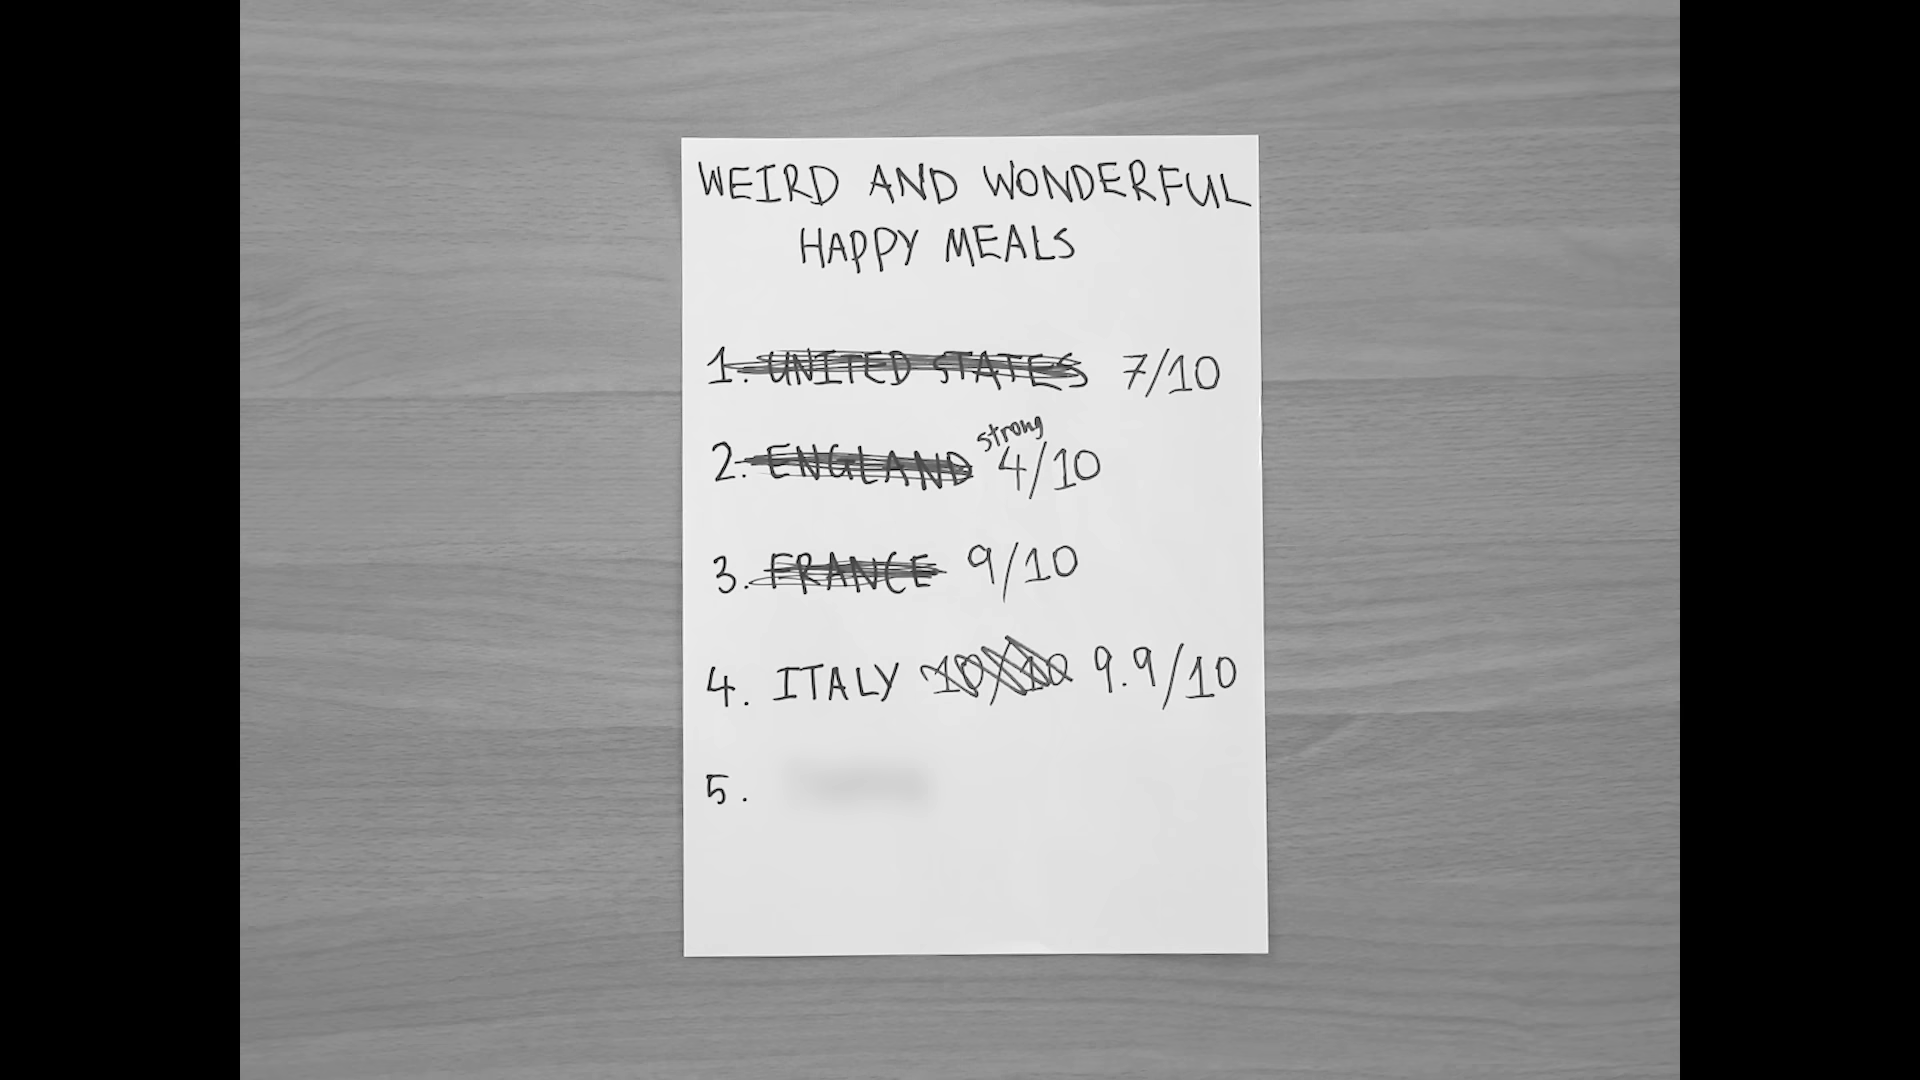 WEIRD AND WONDERFUL
HAPPY MEALS
1. UNITED STATES 7/10
2. ENGLAND strong 4/10
3. FRANCE 9/10
4. ITALY 10/10 9.9/10
5.